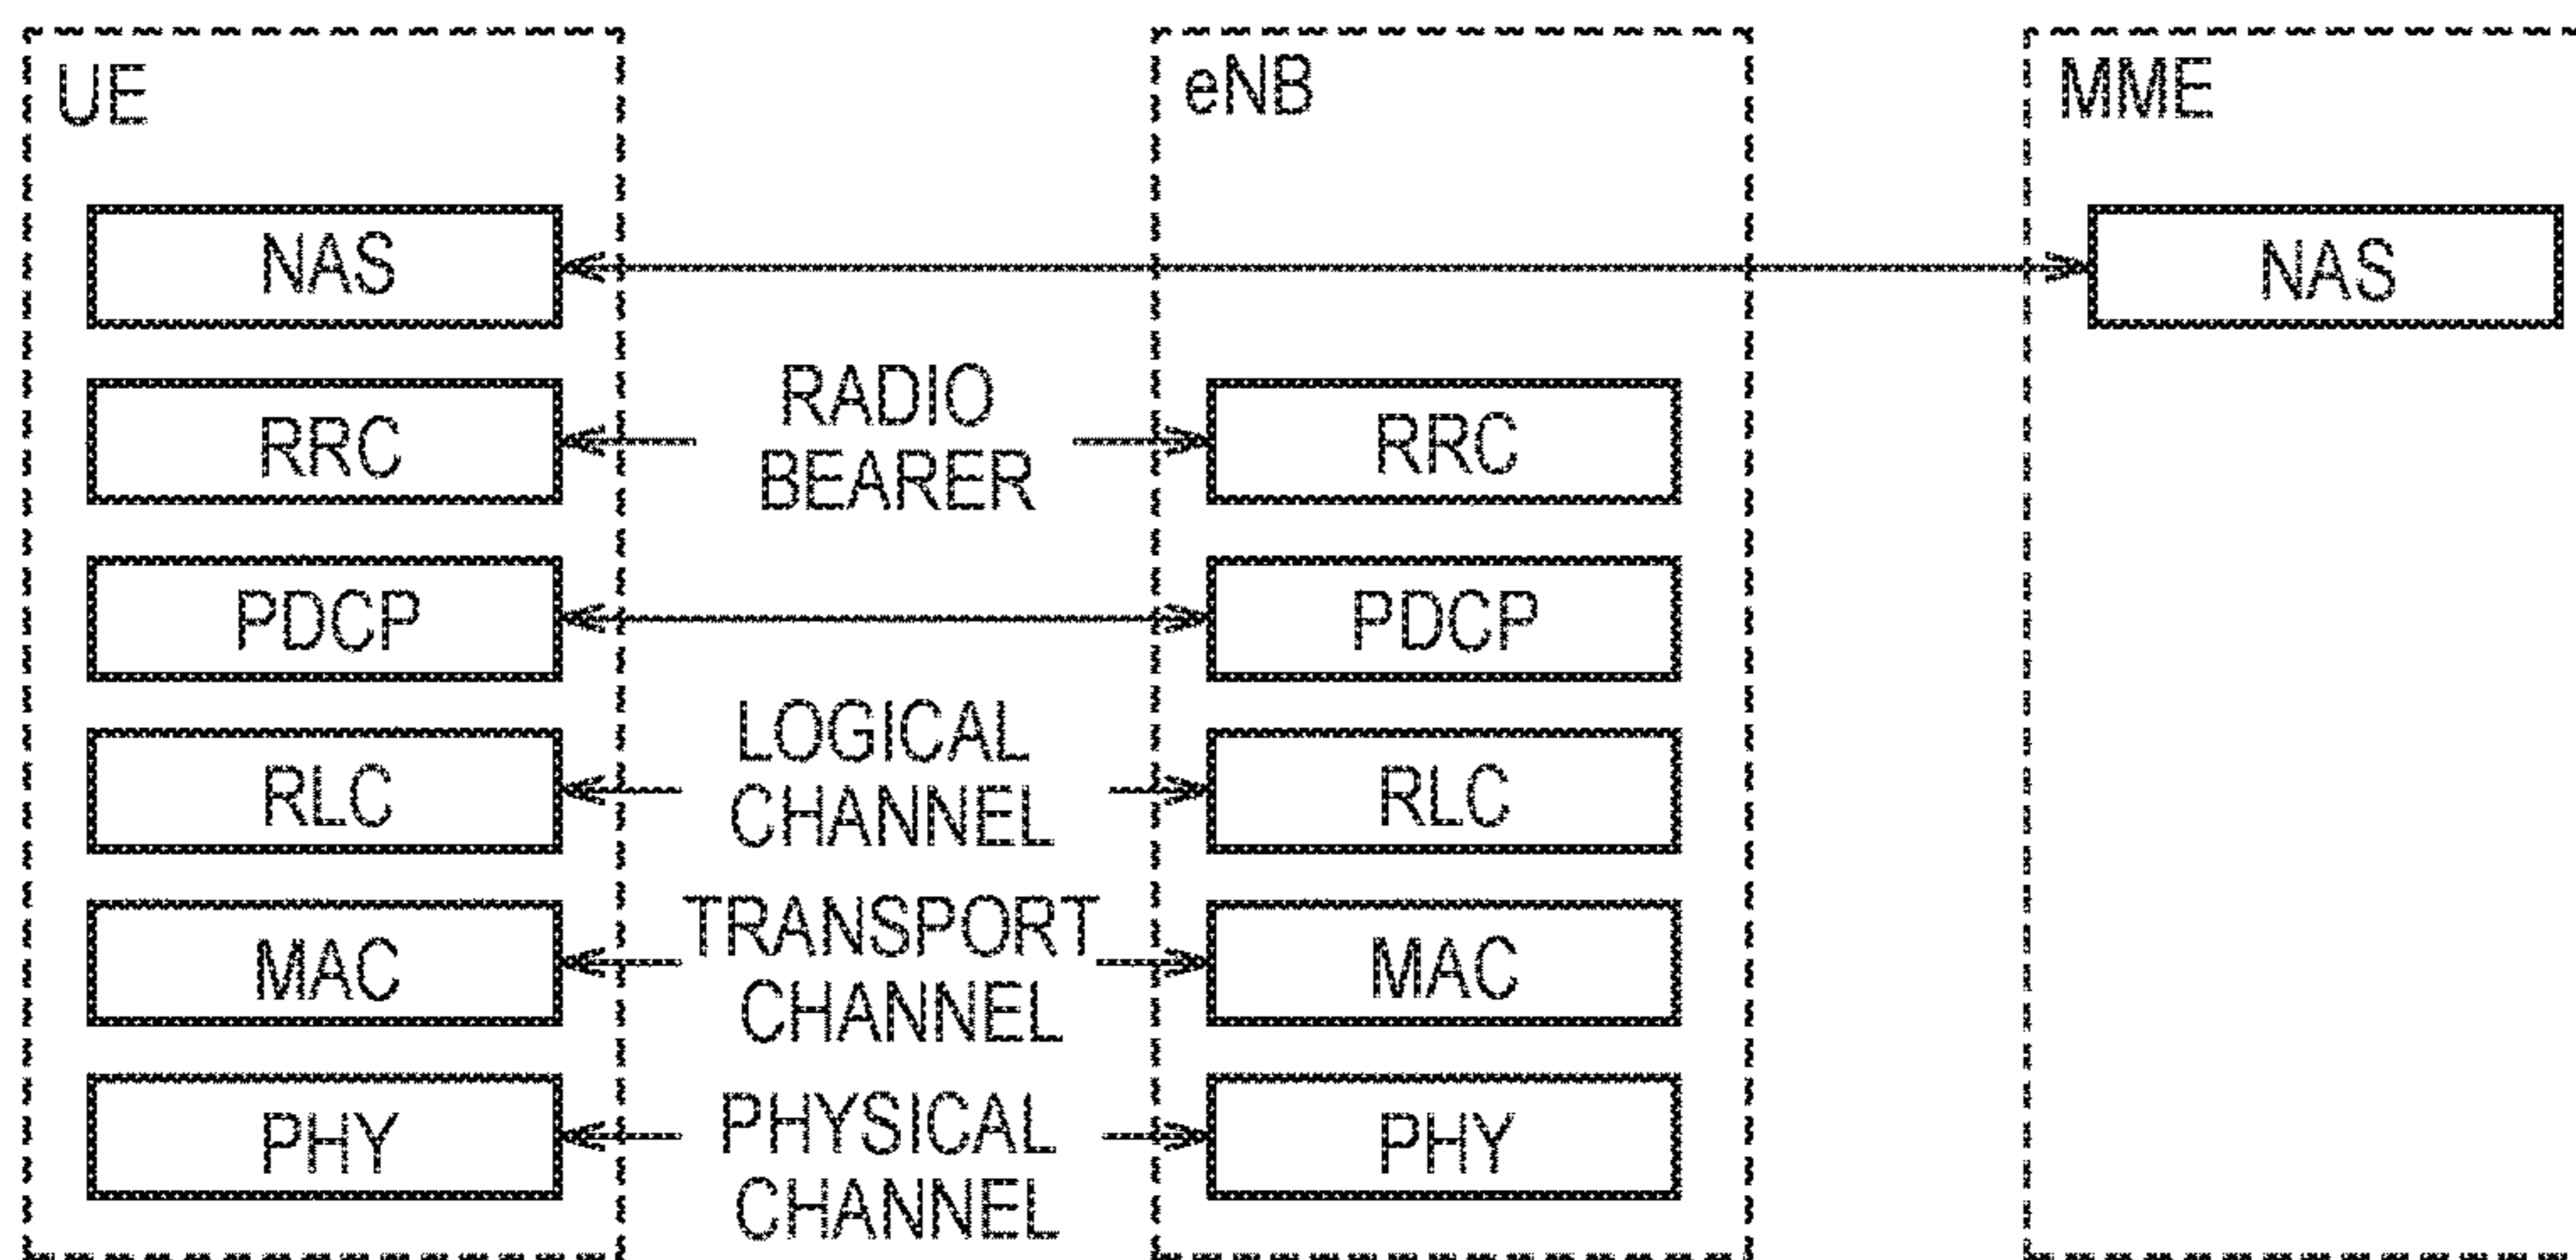 UE
eNB
MME
NAS
NAS
RRC
RADIO
BEARER
RRC
PDCP
PDCP
RLC
LOGICAL
CHANNEL
RLC
MAC
TRANSPORT
CHANNEL
MAC
PHY
PHYSICAL
CHANNEL
PHY